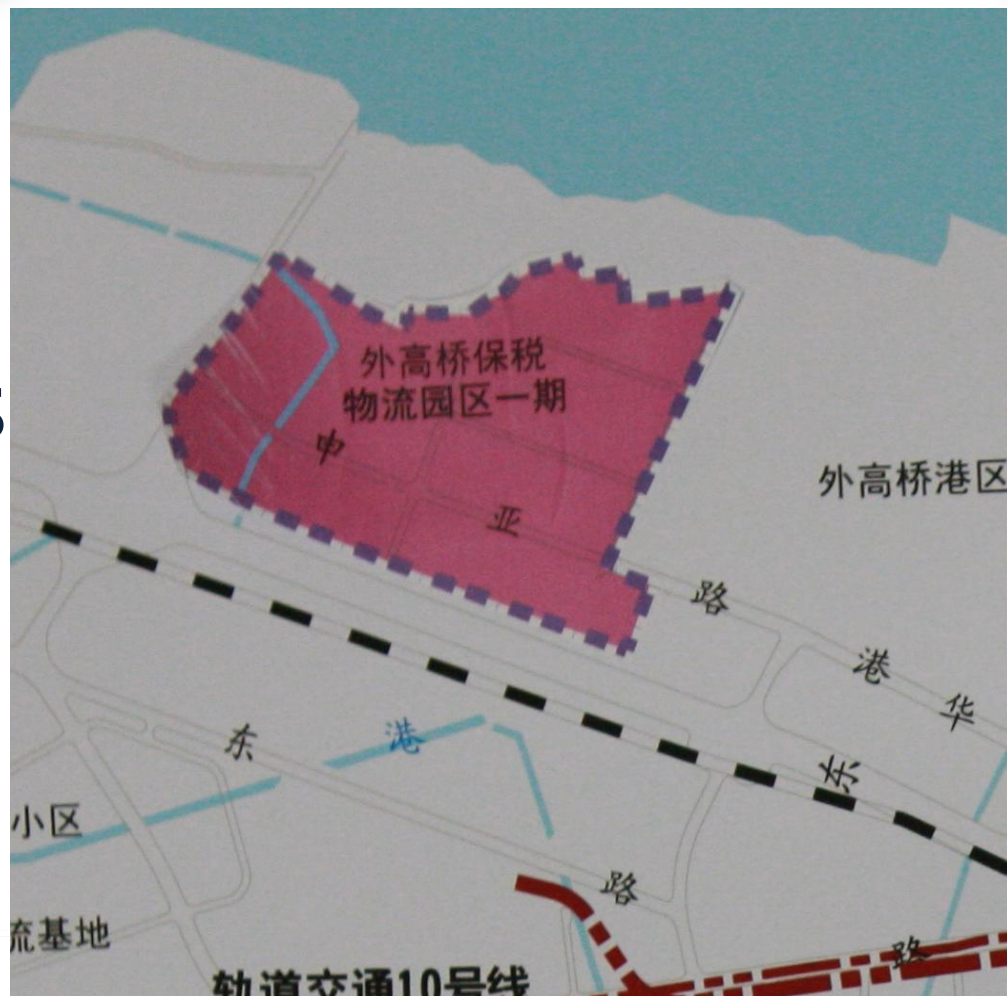 外高桥保税
物流园区一期
申
亚
外高桥港区
路
港
华
东
港
东
小区
路
流基地
路
轨道交通10号线